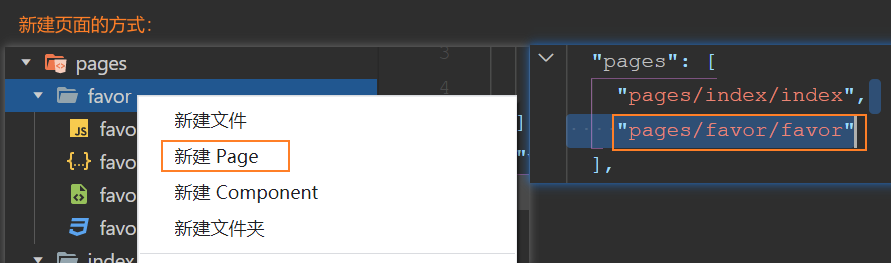 新建页面的方式:
pages
favor
favo
favo
favo
favo
index
新建文件
新建 Page
新建 Component
新建文件夹
3
4
]
"pages": [
"pages/index/index",
"pages/favor/favor"
],